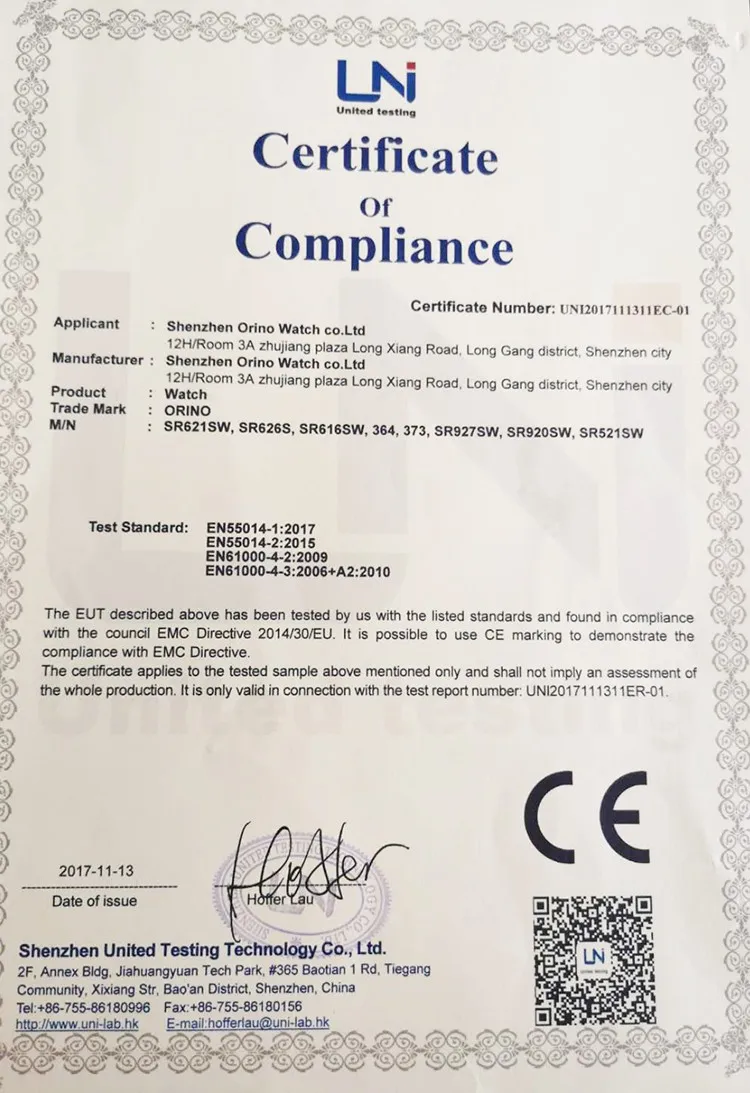 UNi
United testing
Certificate
Of
Compliance
Certificate Number: UNI2017111311EC-01
Applicant : Shenzhen Orino Watch co.Ltd
12H/Room 3A zhujiang plaza Long Xiang Road, Long Gang district, Shenzhen city
Manufacturer : Shenzhen Orino Watch co.Ltd
12H/Room 3A zhujiang plaza Long Xiang Road, Long Gang district, Shenzhen city
Product : Watch
Trade Mark : ORINO
M/N : SR621SW, SR626S, SR616SW, 364, 373, SR927SW, SR920SW, SR521SW
Test Standard: EN55014-1:2017
EN55014-2:2015
EN61000-4-2:2009
EN61000-4-3:2006+A2:2010
The EUT described above has been tested by us with the listed standards and found in compliance
with the council EMC Directive 2014/30/EU. It is possible to use CE marking to demonstrate the
compliance with EMC Directive.
The certificate applies to the tested sample above mentioned only and shall not imply an assessment of
the whole production. It is only valid in connection with the test report number: UNI2017111311ER-01.
CE
2017-11-13
Date of issue
Hoffer Lau
Shenzhen United Testing Technology Co., Ltd.
2F, Annex Bldg, Jiahuangyuan Tech Park, #365 Baotian 1 Rd, Tiegang
Community, Xixiang Str, Bao'an District, Shenzhen, China
Tel:+86-755-86180996 Fax:+86-755-86180156
http://www.uni-lab.hk E-mail:hofferlau@uni-lab.hk
UNi
United testing